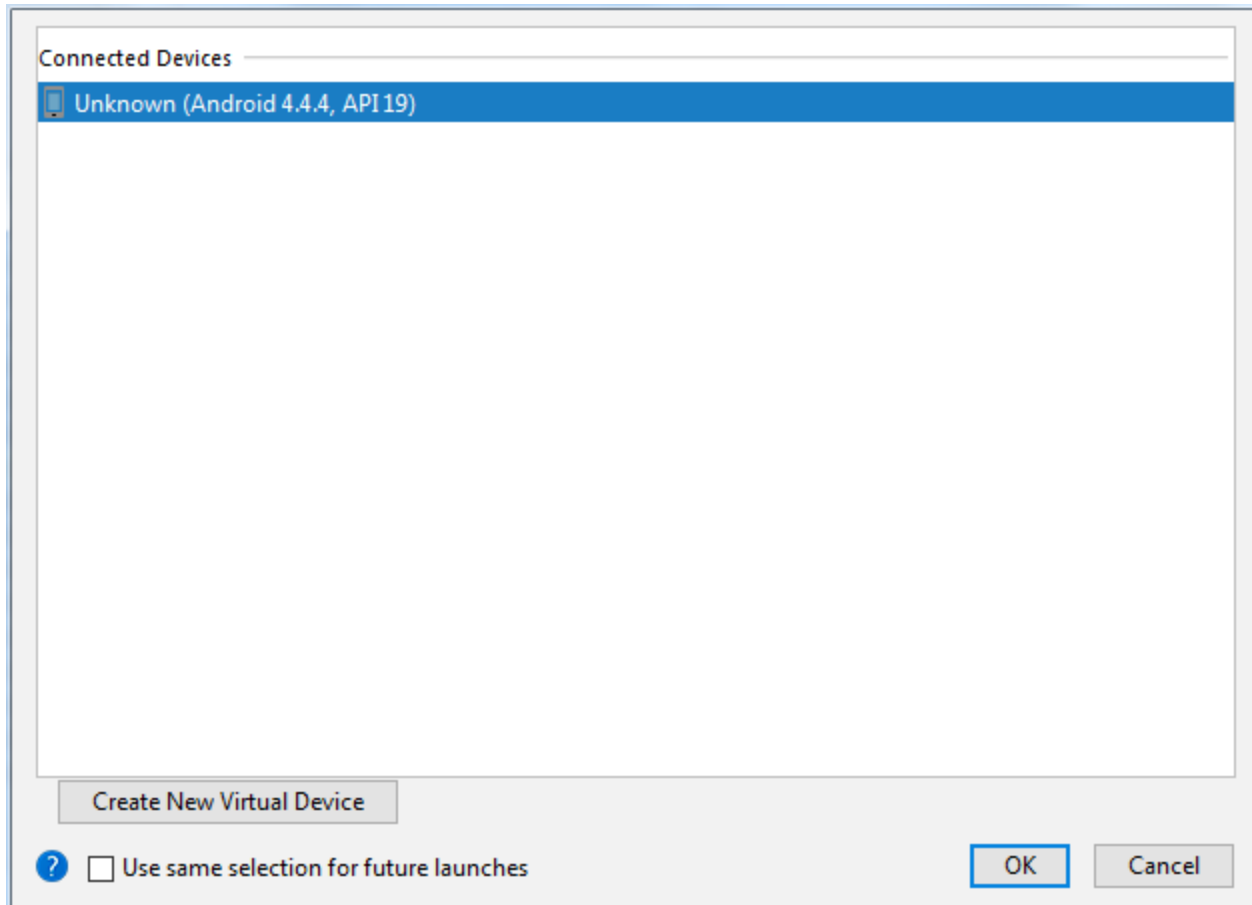 Connected Devices
Unknown (Android 4.4.4, API 19)
Create New Virtual Device
? Use same selection for future launches
OK
Cancel